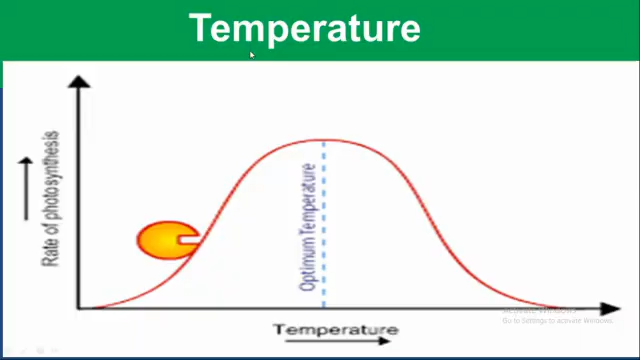 Temperature
Rate of photosynthesis
Optimum Temperature
Temperature
Activate Windows
Go to Settings to activate Windows.